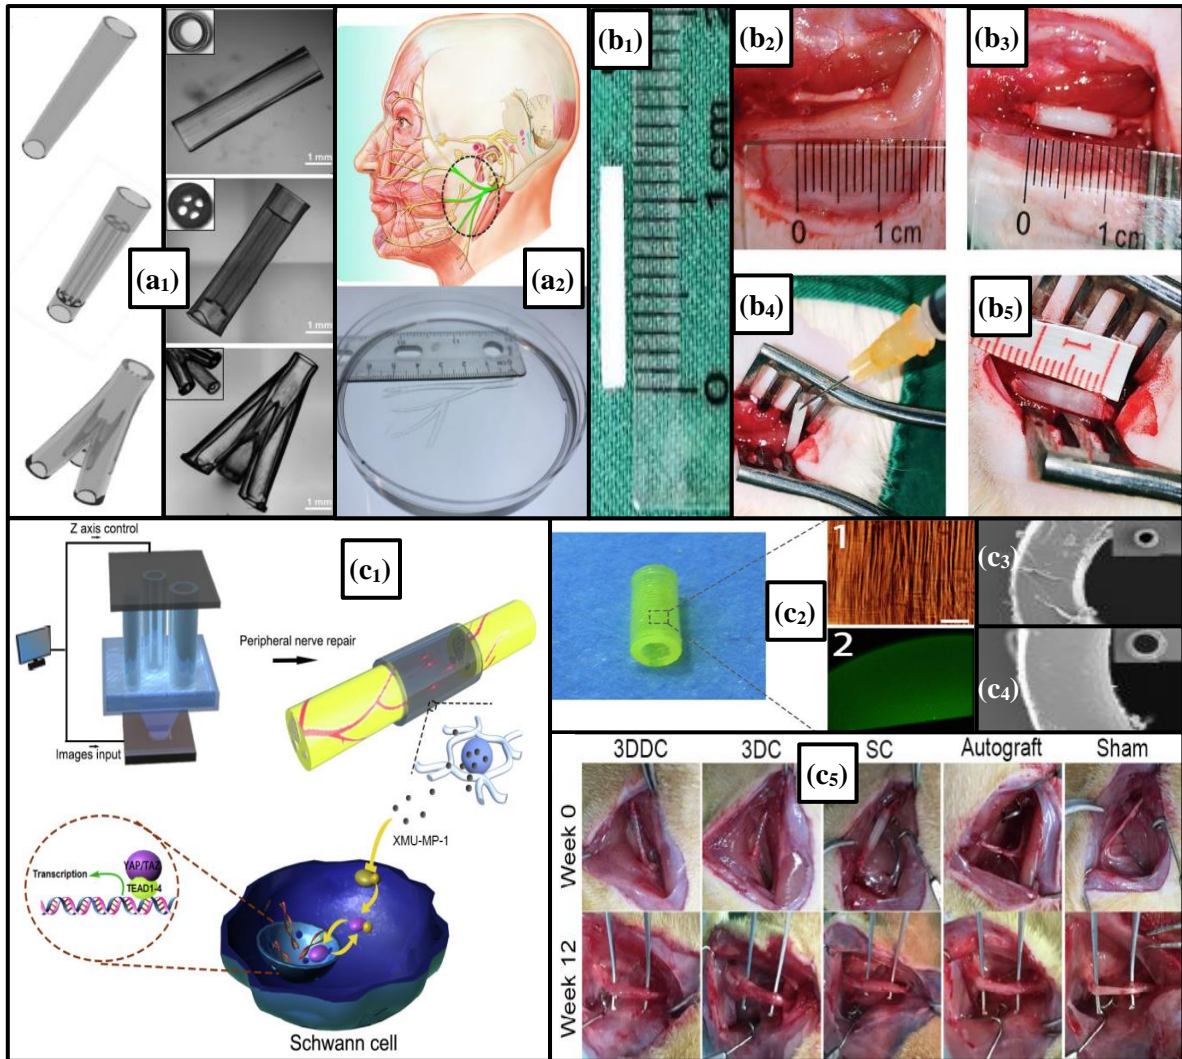 (a1)
1 mm
1 mm
1 mm
(a2)
(b1)
1 cm
0
(b2)
0 1 cm
(b3)
0 1 cm
(b4)
(b5)
1
Z axis control
Images input
(c1)
Peripheral nerve repair
XMU-MP-1
YAP/TAZ
TEAD1-4
Transcription
Schwann cell
(c2)
1
2
(c3)
(c4)
(c5)
3DDC 3DC SC Autograft Sham
Week 0
Week 12